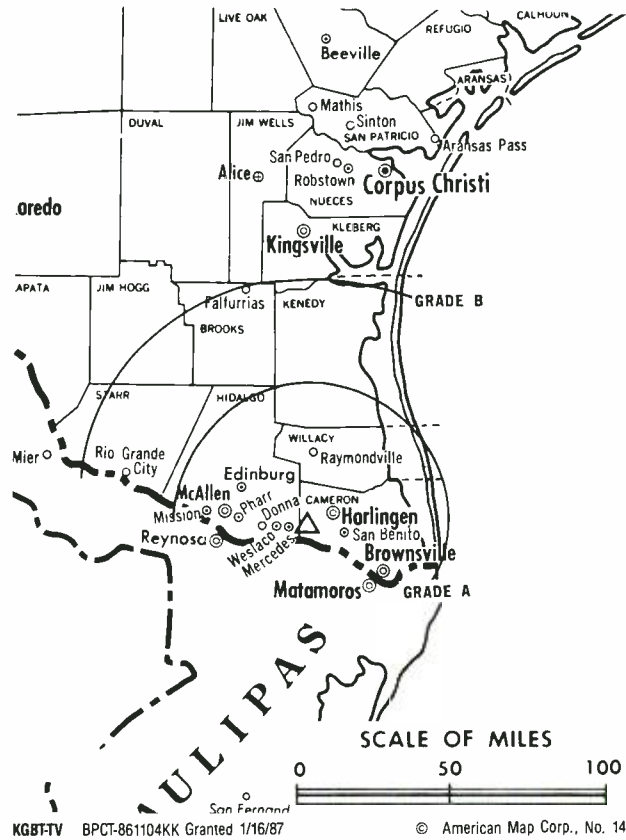 LIVE OAK
CALHOUN
REFUGIO
Beeville
ARANSAS
Mathis
DUVAL
JIM WELLS
Sinton
SAN PATRICIO
Aransas Pass
San Pedro
Alice
Robstown
Corpus Christi
NUECES
.aredo
KLEBERG
Kingsville
APATA
JIM HOGG
Falfurrias
KENEDY
GRADE B
BROOKS
STARR
HIDALGO
WILLACY
Mier
Rio Grande
City
Raymondville
Edinburg
McAllen
CAMERON
Mission
Pharr
Donna
Harlingen
Reynosa
Weslaco
San Benito
Mercedes
Brownsville
Matamoros
GRADE A
AULIPAS
SCALE OF MILES
0 50 100
San Fernand
KGBT-TV BPCT-861104KK Granted 1/16/87 © American Map Corp., No. 14